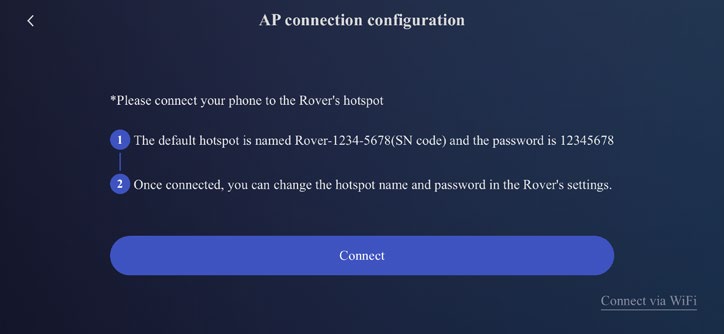 AP connection configuration
*Please connect your phone to the Rover's hotspot
1 The default hotspot is named Rover-1234-5678(SN code) and the password is 12345678
2 Once connected, you can change the hotspot name and password in the Rover's settings.
Connect
Connect via WiFi